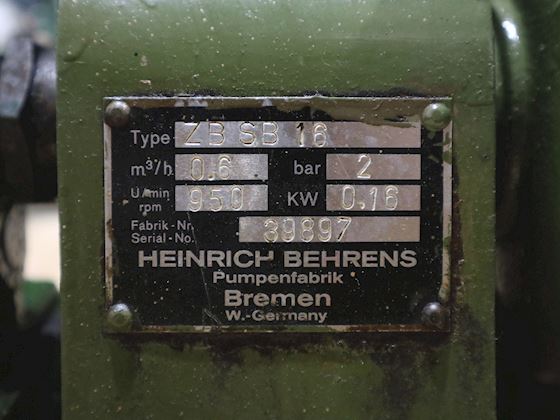 Type ZB SB 16
m³/h 0.6 bar 2
U/min
rpm 950 KW 0.16
Fabrik-Nr.
Serial-No. 39897
HEINRICH BEHRENS
Pumpenfabrik
Bremen
W.-Germany